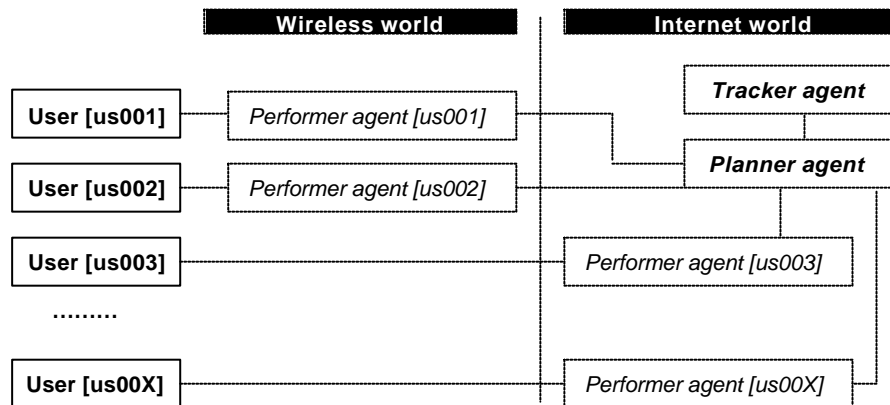 Wireless world
Internet world
Tracker agent
User [us001]
Performer agent [us001]
Planner agent
User [us002]
Performer agent [us002]
User [us003]
Performer agent [us003]
.........
User [us00X]
Performer agent [us00X]